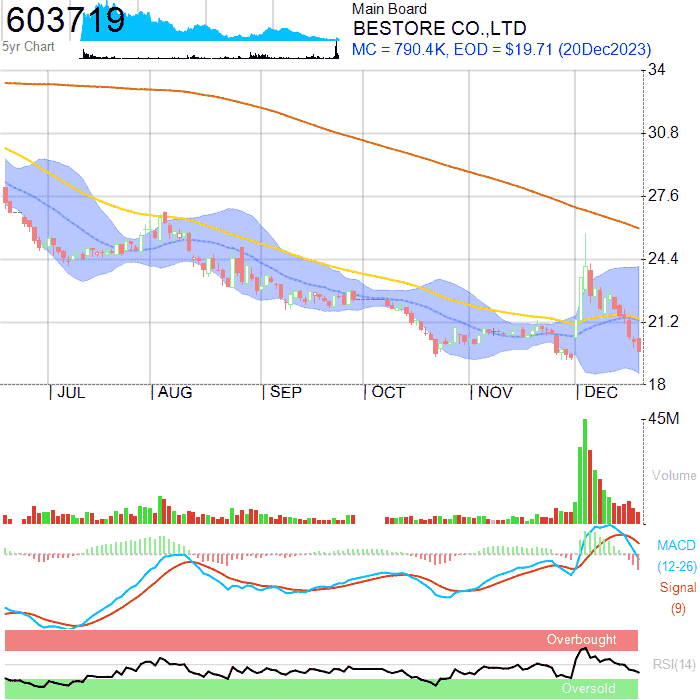 603719
5yr Chart
Main Board
BESTORE CO.,LTD
MC = 790.4K, EOD = $19.71 (20Dec2023)
34
30.8
27.6
24.4
21.2
18
JUL AUG SEP OCT NOV DEC
45M
Volume
MACD
(12-26)
Signal
(9)
Overbought
RSI(14)
Oversold